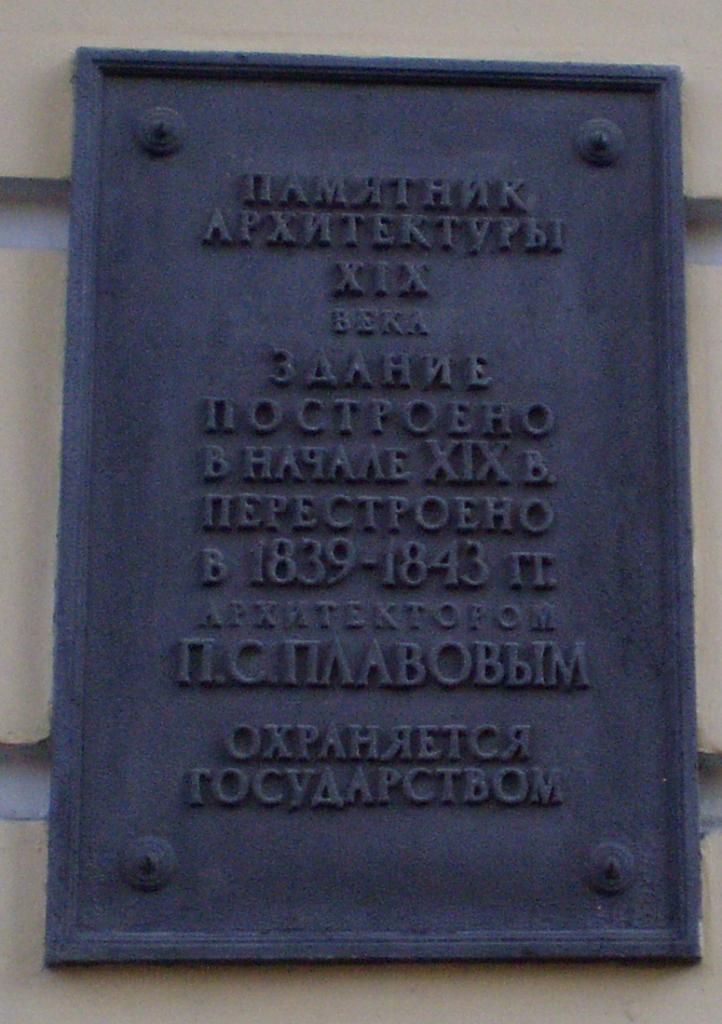 ПАМЯТНИК
АРХИТЕКТУРЫ
XIX
ВЕКА
ЗДАНИЕ
ПОСТРОЕНО
В НАЧАЛЕ XIX В.
ПЕРЕСТРОЕНО
В 1839-1843 ГГ.
АРХИТЕКТОРОМ
П.С.ПЛАВОВЫМ
ОХРАНЯЕТСЯ
ГОСУДАРСТВОМ